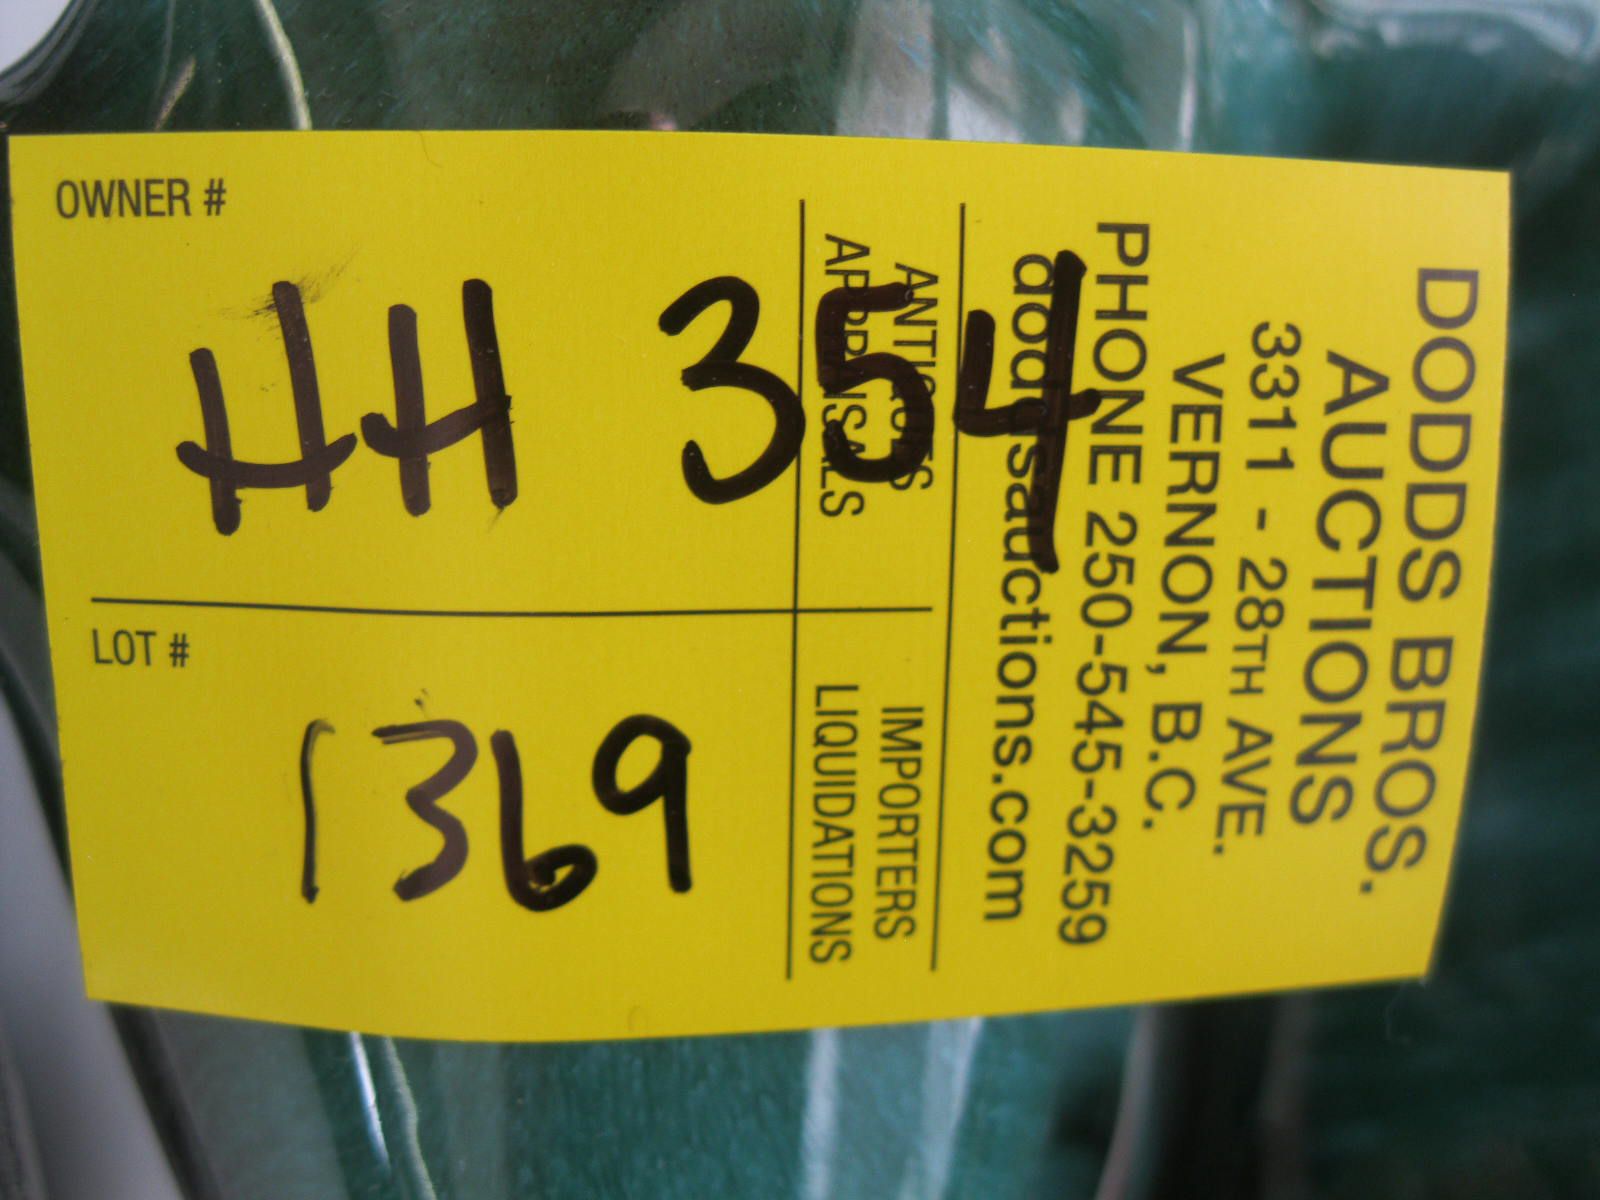 OWNER #
HH 354
LOT #
1369
DODDS BROS.
AUCTIONS
3311 - 28TH AVE.
VERNON, B.C.
PHONE 250-545-3259
doddsauctions.com
ANTIQUES
APPRAISALS
IMPORTERS
LIQUIDATIONS